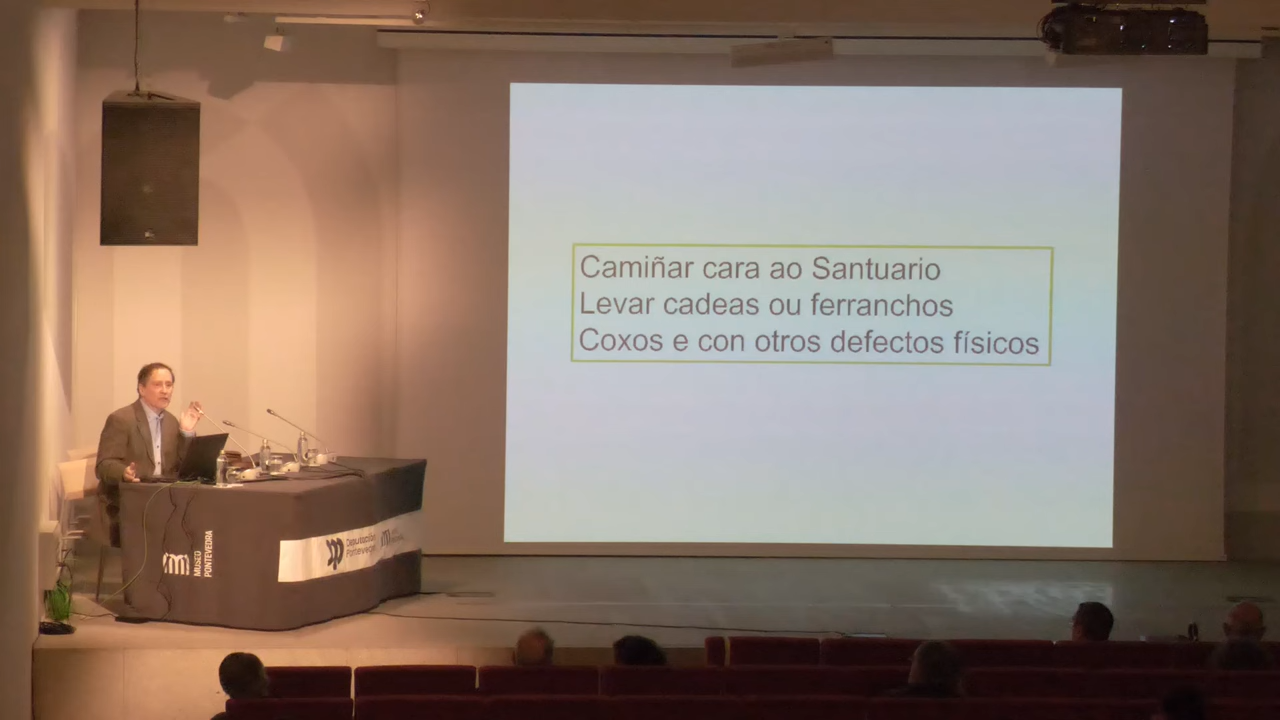 Camiñar cara ao Santuario
Levar cadeas ou ferranchos
Coxos e con otros defectos físicos
MUSEO
PONTEVEDRA
Deputación
Pontevedra